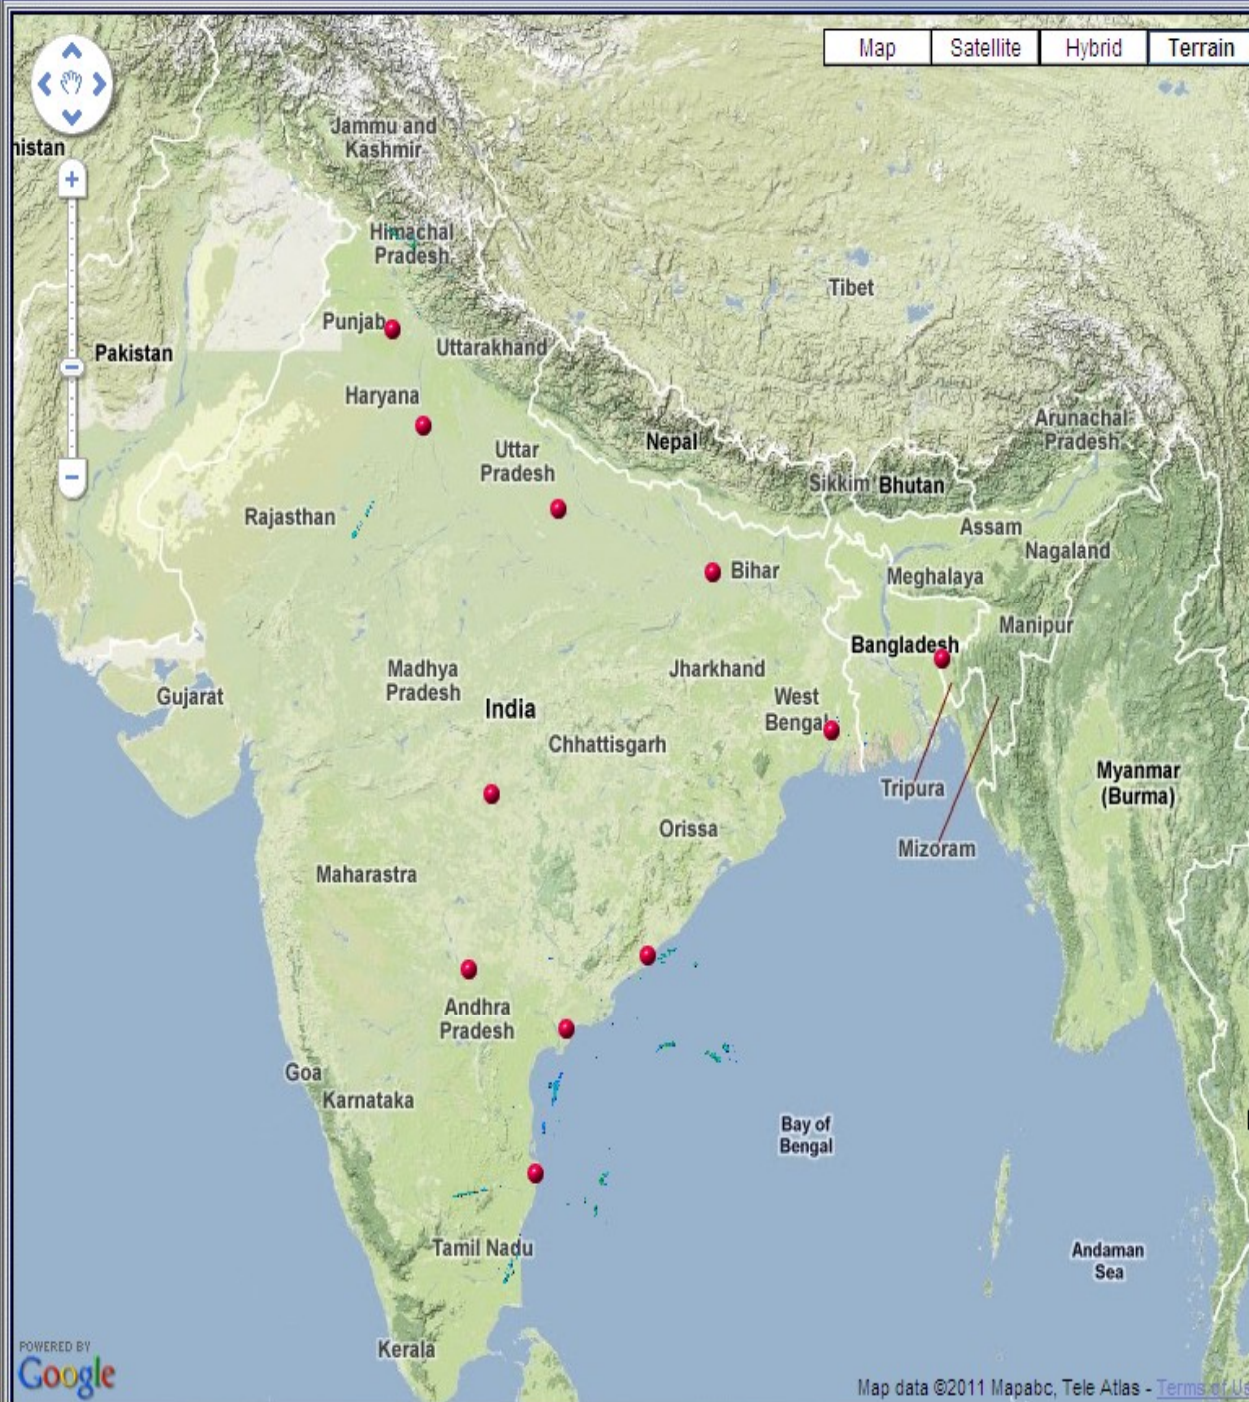 Map
Satellite
Hybrid
Terrain
Jammu and
Kashmir
nistan
Himachal
Pradesh
Tibet
Punjab
Pakistan
Uttarakhand
Haryana
Arunachal
Pradesh
Nepal
Uttar
Pradesh
Sikkim
Bhutan
Rajasthan
Assam
Nagaland
Bihar
Meghalaya
Manipur
Bangladesh
Madhya
Pradesh
Jharkhand
Gujarat
West
Bengal
India
Chhattisgarh
Myanmar
(Burma)
Tripura
Orissa
Mizoram
Maharastra
Andhra
Pradesh
Goa
Karnataka
Bay of
Bengal
Tamil Nadu
Andaman
Sea
Kerala
POWERED BY
Google
Map data ©2011 Mapabc, Tele Atlas - Terms of Us